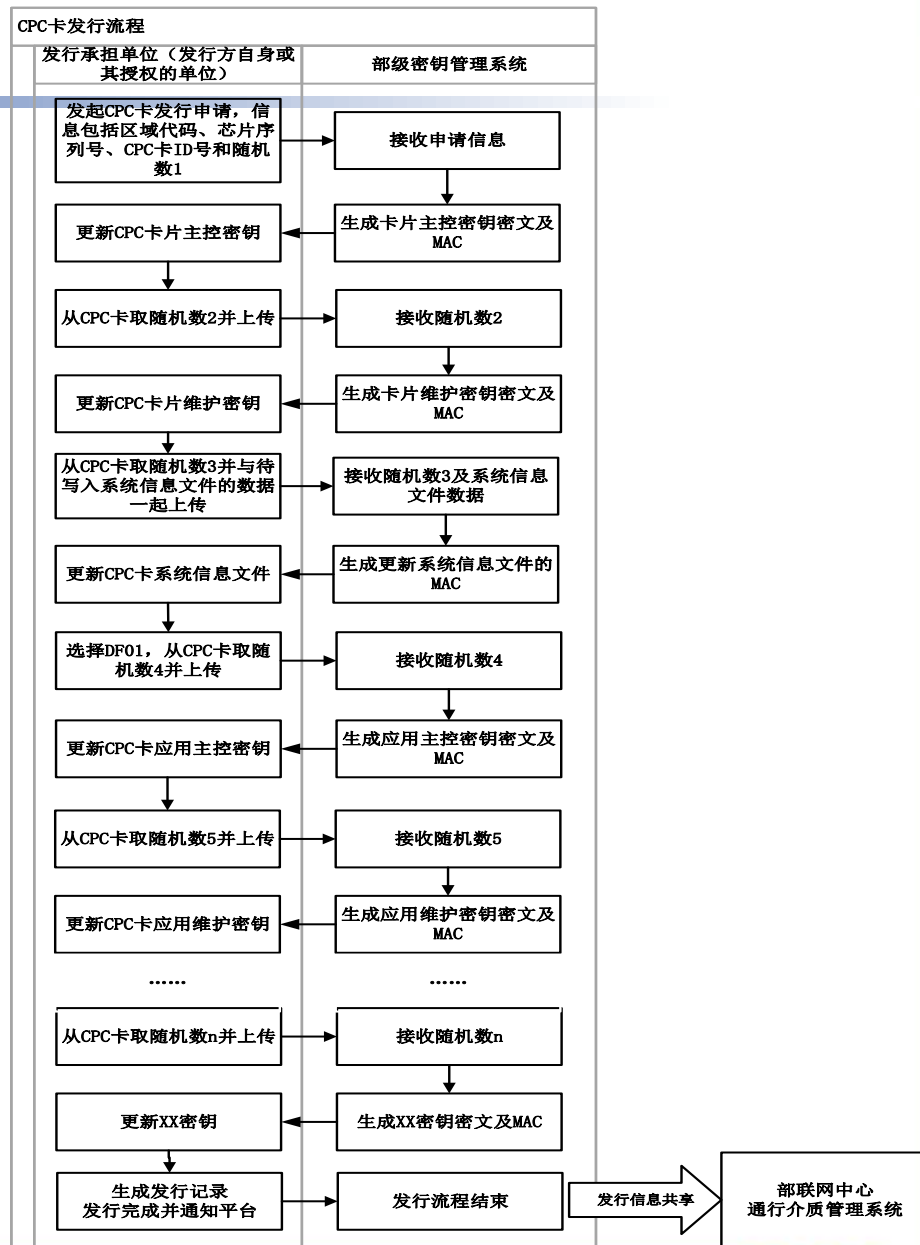 CPC卡发行流程
发行承担单位（发行方自身或
其授权的单位）
部级密钥管理系统
发起CPC卡发行申请，信
息包括区域代码、芯片序
列号、CPC卡ID号和随机
数1
接收申请信息
更新CPC卡片主控密钥
生成卡片主控密钥密文及
MAC
从CPC卡取随机数2并上传
接收随机数2
更新CPC卡片维护密钥
生成卡片维护密钥密文及
MAC
从CPC卡取随机数3并与待
写入系统信息文件的数据
一起上传
接收随机数3及系统信息
文件数据
更新CPC卡系统信息文件
生成更新系统信息文件的
MAC
选择DF01，从CPC卡取随
机数4并上传
接收随机数4
更新CPC卡应用主控密钥
生成应用主控密钥密文及
MAC
从CPC卡取随机数5并上传
接收随机数5
更新CPC卡应用维护密钥
生成应用维护密钥密文及
MAC
……
……
从CPC卡取随机数n并上传
接收随机数n
更新XX密钥
生成XX密钥密文及MAC
生成发行记录
发行完成并通知平台
发行流程结束
发行信息共享
部联网中心
通行介质管理系统